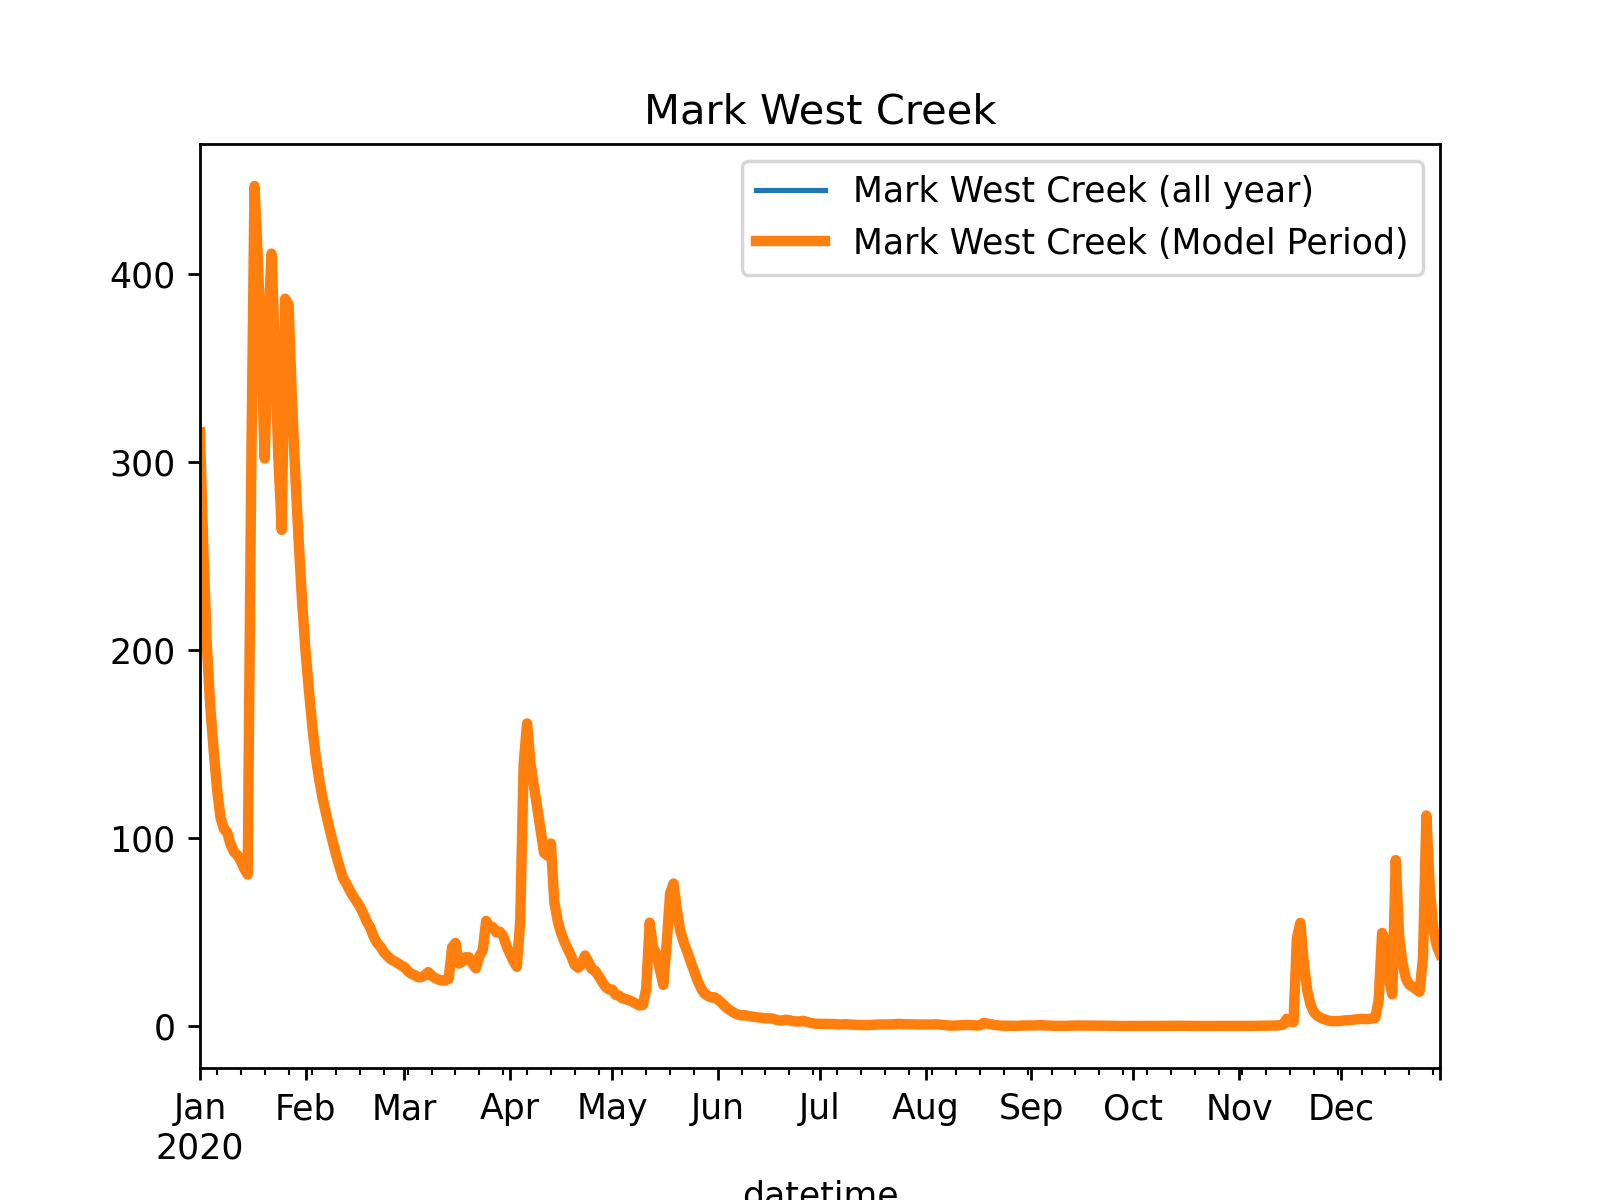 Mark West Creek
Mark West Creek (all year)
Mark West Creek (Model Period)
400
300
200
100
0
Jan Feb Mar Apr May Jun Jul Aug Sep Oct Nov Dec
2020
datetime